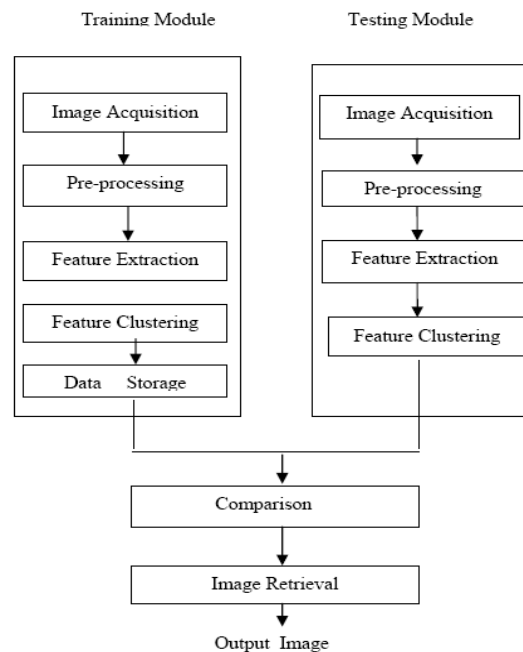 Training Module
Testing Module
Image Acquisition
Pre-processing
Feature Extraction
Feature Clustering
Data Storage
Image Acquisition
Pre-processing
Feature Extraction
Feature Clustering
Comparison
Image Retrieval
Output Image